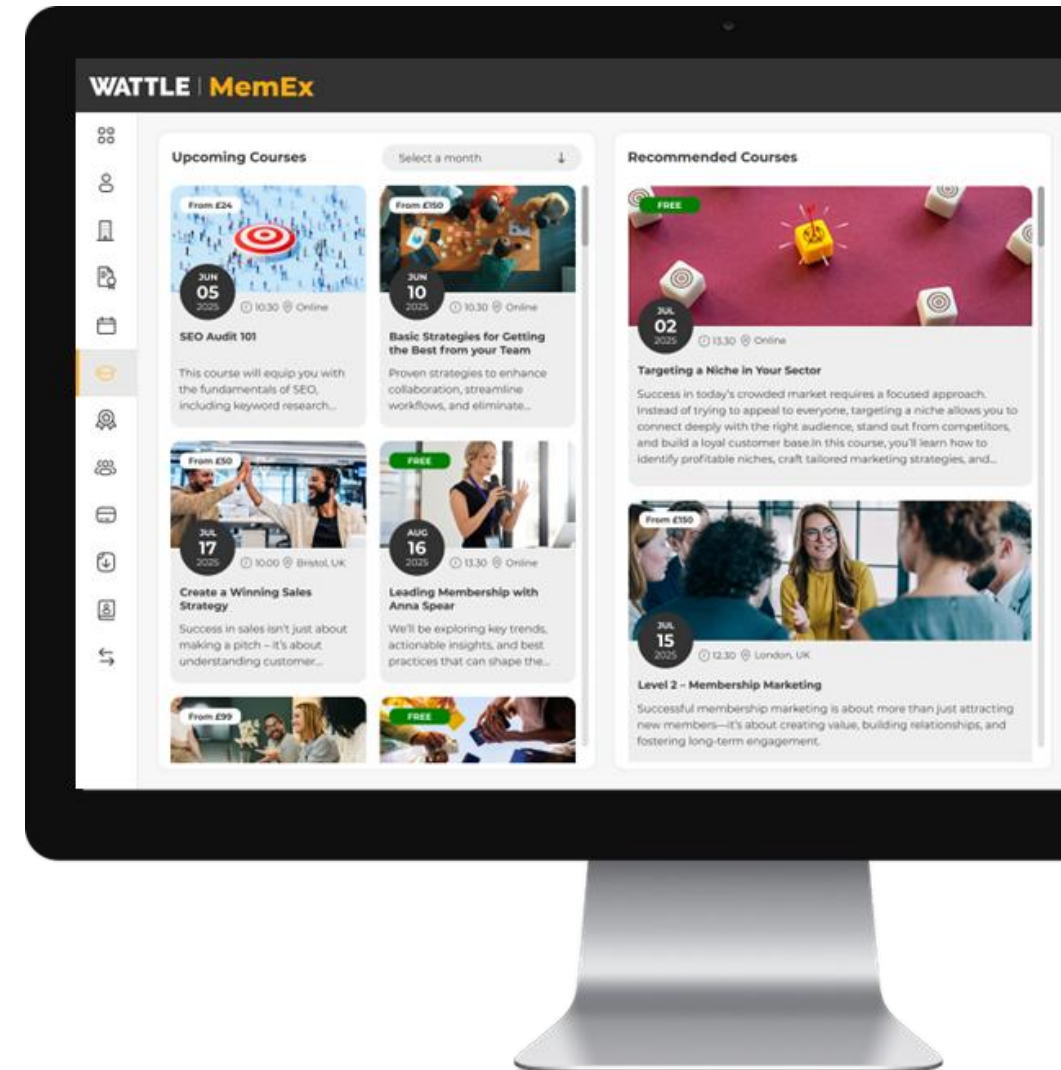 WATTLE | MemEx
Upcoming Courses
Select a month
From £24
JUN
05
2025
10.30 Online
SEO Audit 101
This course will equip you with
the fundamentals of SEO,
including keyword research...
From £150
JUN
10
2025
10.30 Online
Basic Strategies for Getting
the Best from your Team
Proven strategies to enhance
collaboration, streamline
workflows, and eliminate...
From £50
JUL
17
2025
10.00 Bristol, UK
Create a Winning Sales
Strategy
Success in sales isn't just about
making a pitch – it's about
understanding customer...
FREE
AUG
16
2025
13.30 Online
Leading Membership with
Anna Spear
We'll be exploring key trends,
actionable insights, and best
practices that can shape the...
From £99
FREE
Recommended Courses
FREE
JUL
02
2025
13.30 Online
Targeting a Niche in Your Sector
Success in today's crowded market requires a focused approach.
Instead of trying to appeal to everyone, targeting a niche allows you to
connect deeply with the right audience, stand out from competitors,
and build a loyal customer base.In this course, you'll learn how to
identify profitable niches, craft tailored marketing strategies, and...
From £150
JUL
15
2025
12.30 London, UK
Level 2 – Membership Marketing
Successful membership marketing is about more than just attracting
new members—it's about creating value, building relationships, and
fostering long-term engagement.